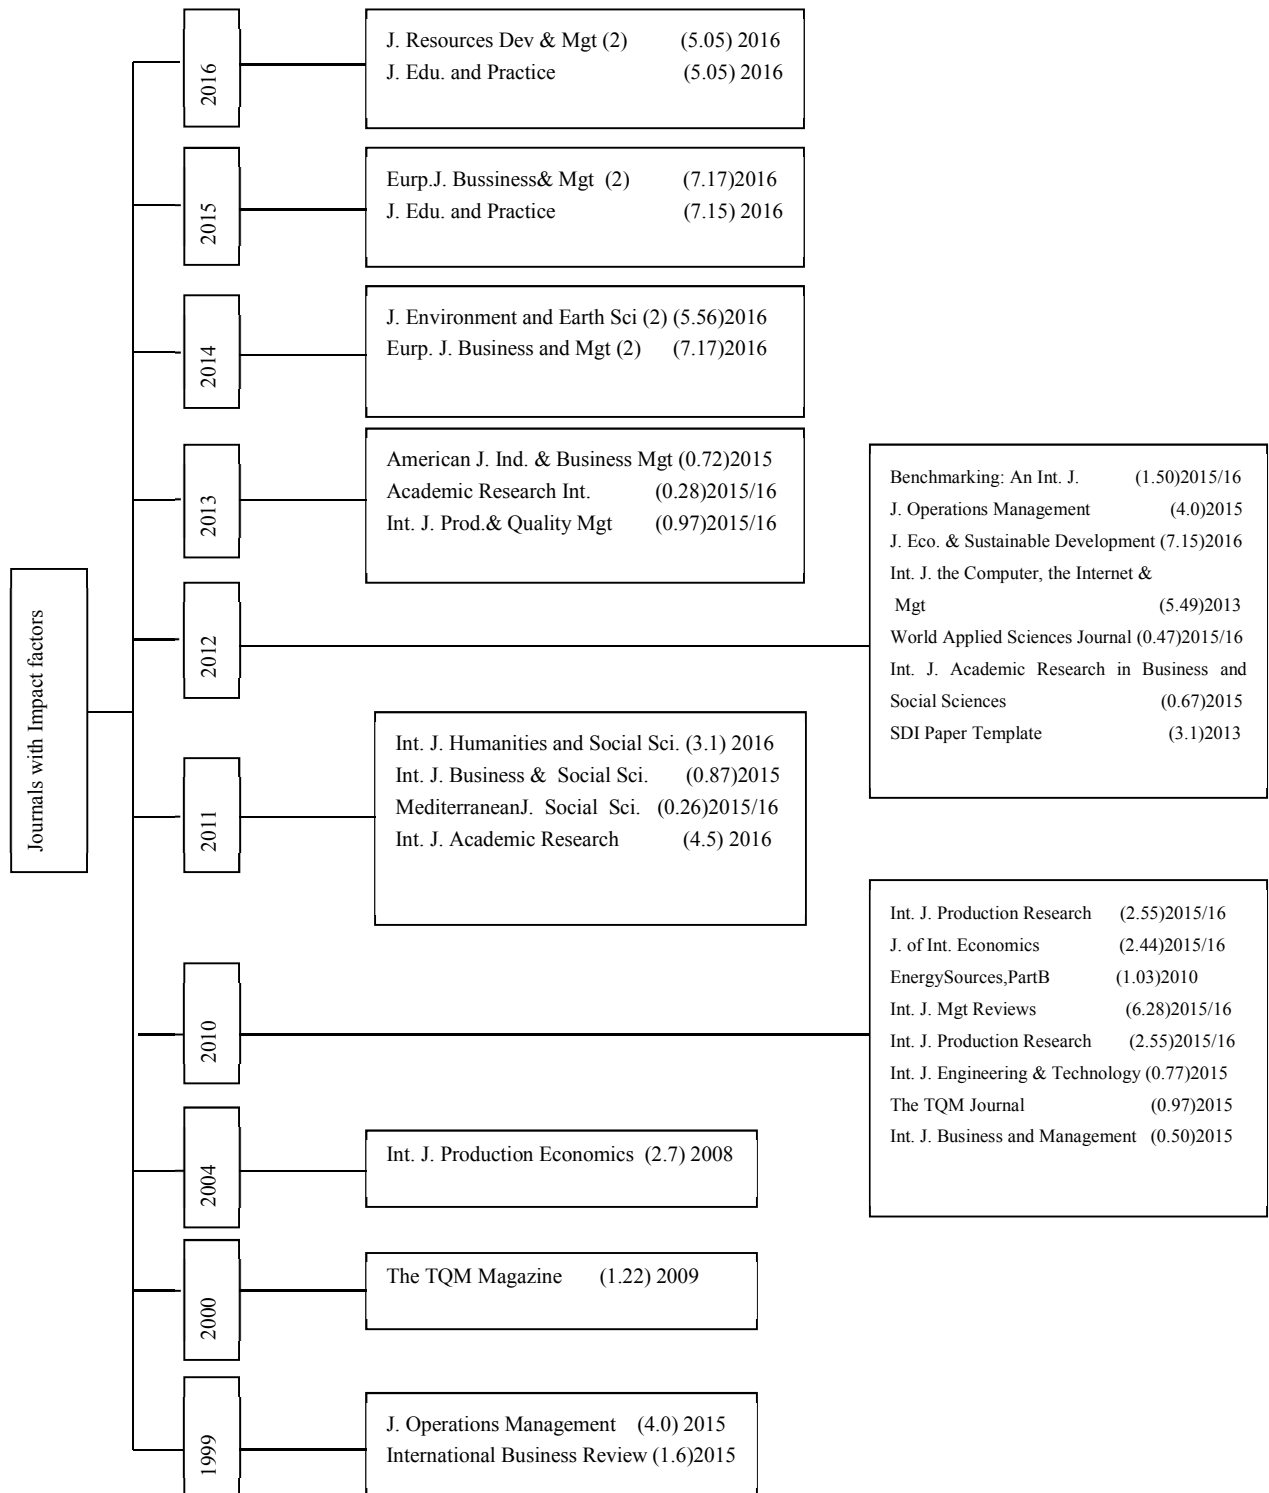 Journals with Impact factors
2016
J. Resources Dev & Mgt (2) (5.05) 2016
J. Edu. and Practice (5.05) 2016
2015
Eurp.J. Bussiness& Mgt (2) (7.17)2016
J. Edu. and Practice (7.15) 2016
2014
J. Environment and Earth Sci (2) (5.56)2016
Eurp. J. Business and Mgt (2) (7.17)2016
2013
American J. Ind. & Business Mgt (0.72)2015
Academic Research Int. (0.28)2015/16
Int. J. Prod.& Quality Mgt (0.97)2015/16
2012
Benchmarking: An Int. J. (1.50)2015/16
J. Operations Management (4.0)2015
J. Eco. & Sustainable Development (7.15)2016
Int. J. the Computer, the Internet &
Mgt (5.49)2013
World Applied Sciences Journal (0.47)2015/16
Int. J. Academic Research in Business and
Social Sciences (0.67)2015
SDI Paper Template (3.1)2013
2011
Int. J. Humanities and Social Sci. (3.1) 2016
Int. J. Business & Social Sci. (0.87)2015
MediterraneanJ. Social Sci. (0.26)2015/16
Int. J. Academic Research (4.5) 2016
2010
Int. J. Production Research (2.55)2015/16
J. of Int. Economics (2.44)2015/16
EnergySources,PartB (1.03)2010
Int. J. Mgt Reviews (6.28)2015/16
Int. J. Production Research (2.55)2015/16
Int. J. Engineering & Technology (0.77)2015
The TQM Journal (0.97)2015
Int. J. Business and Management (0.50)2015
2004
Int. J. Production Economics (2.7) 2008
2000
The TQM Magazine (1.22) 2009
1999
J. Operations Management (4.0) 2015
International Business Review (1.6)2015